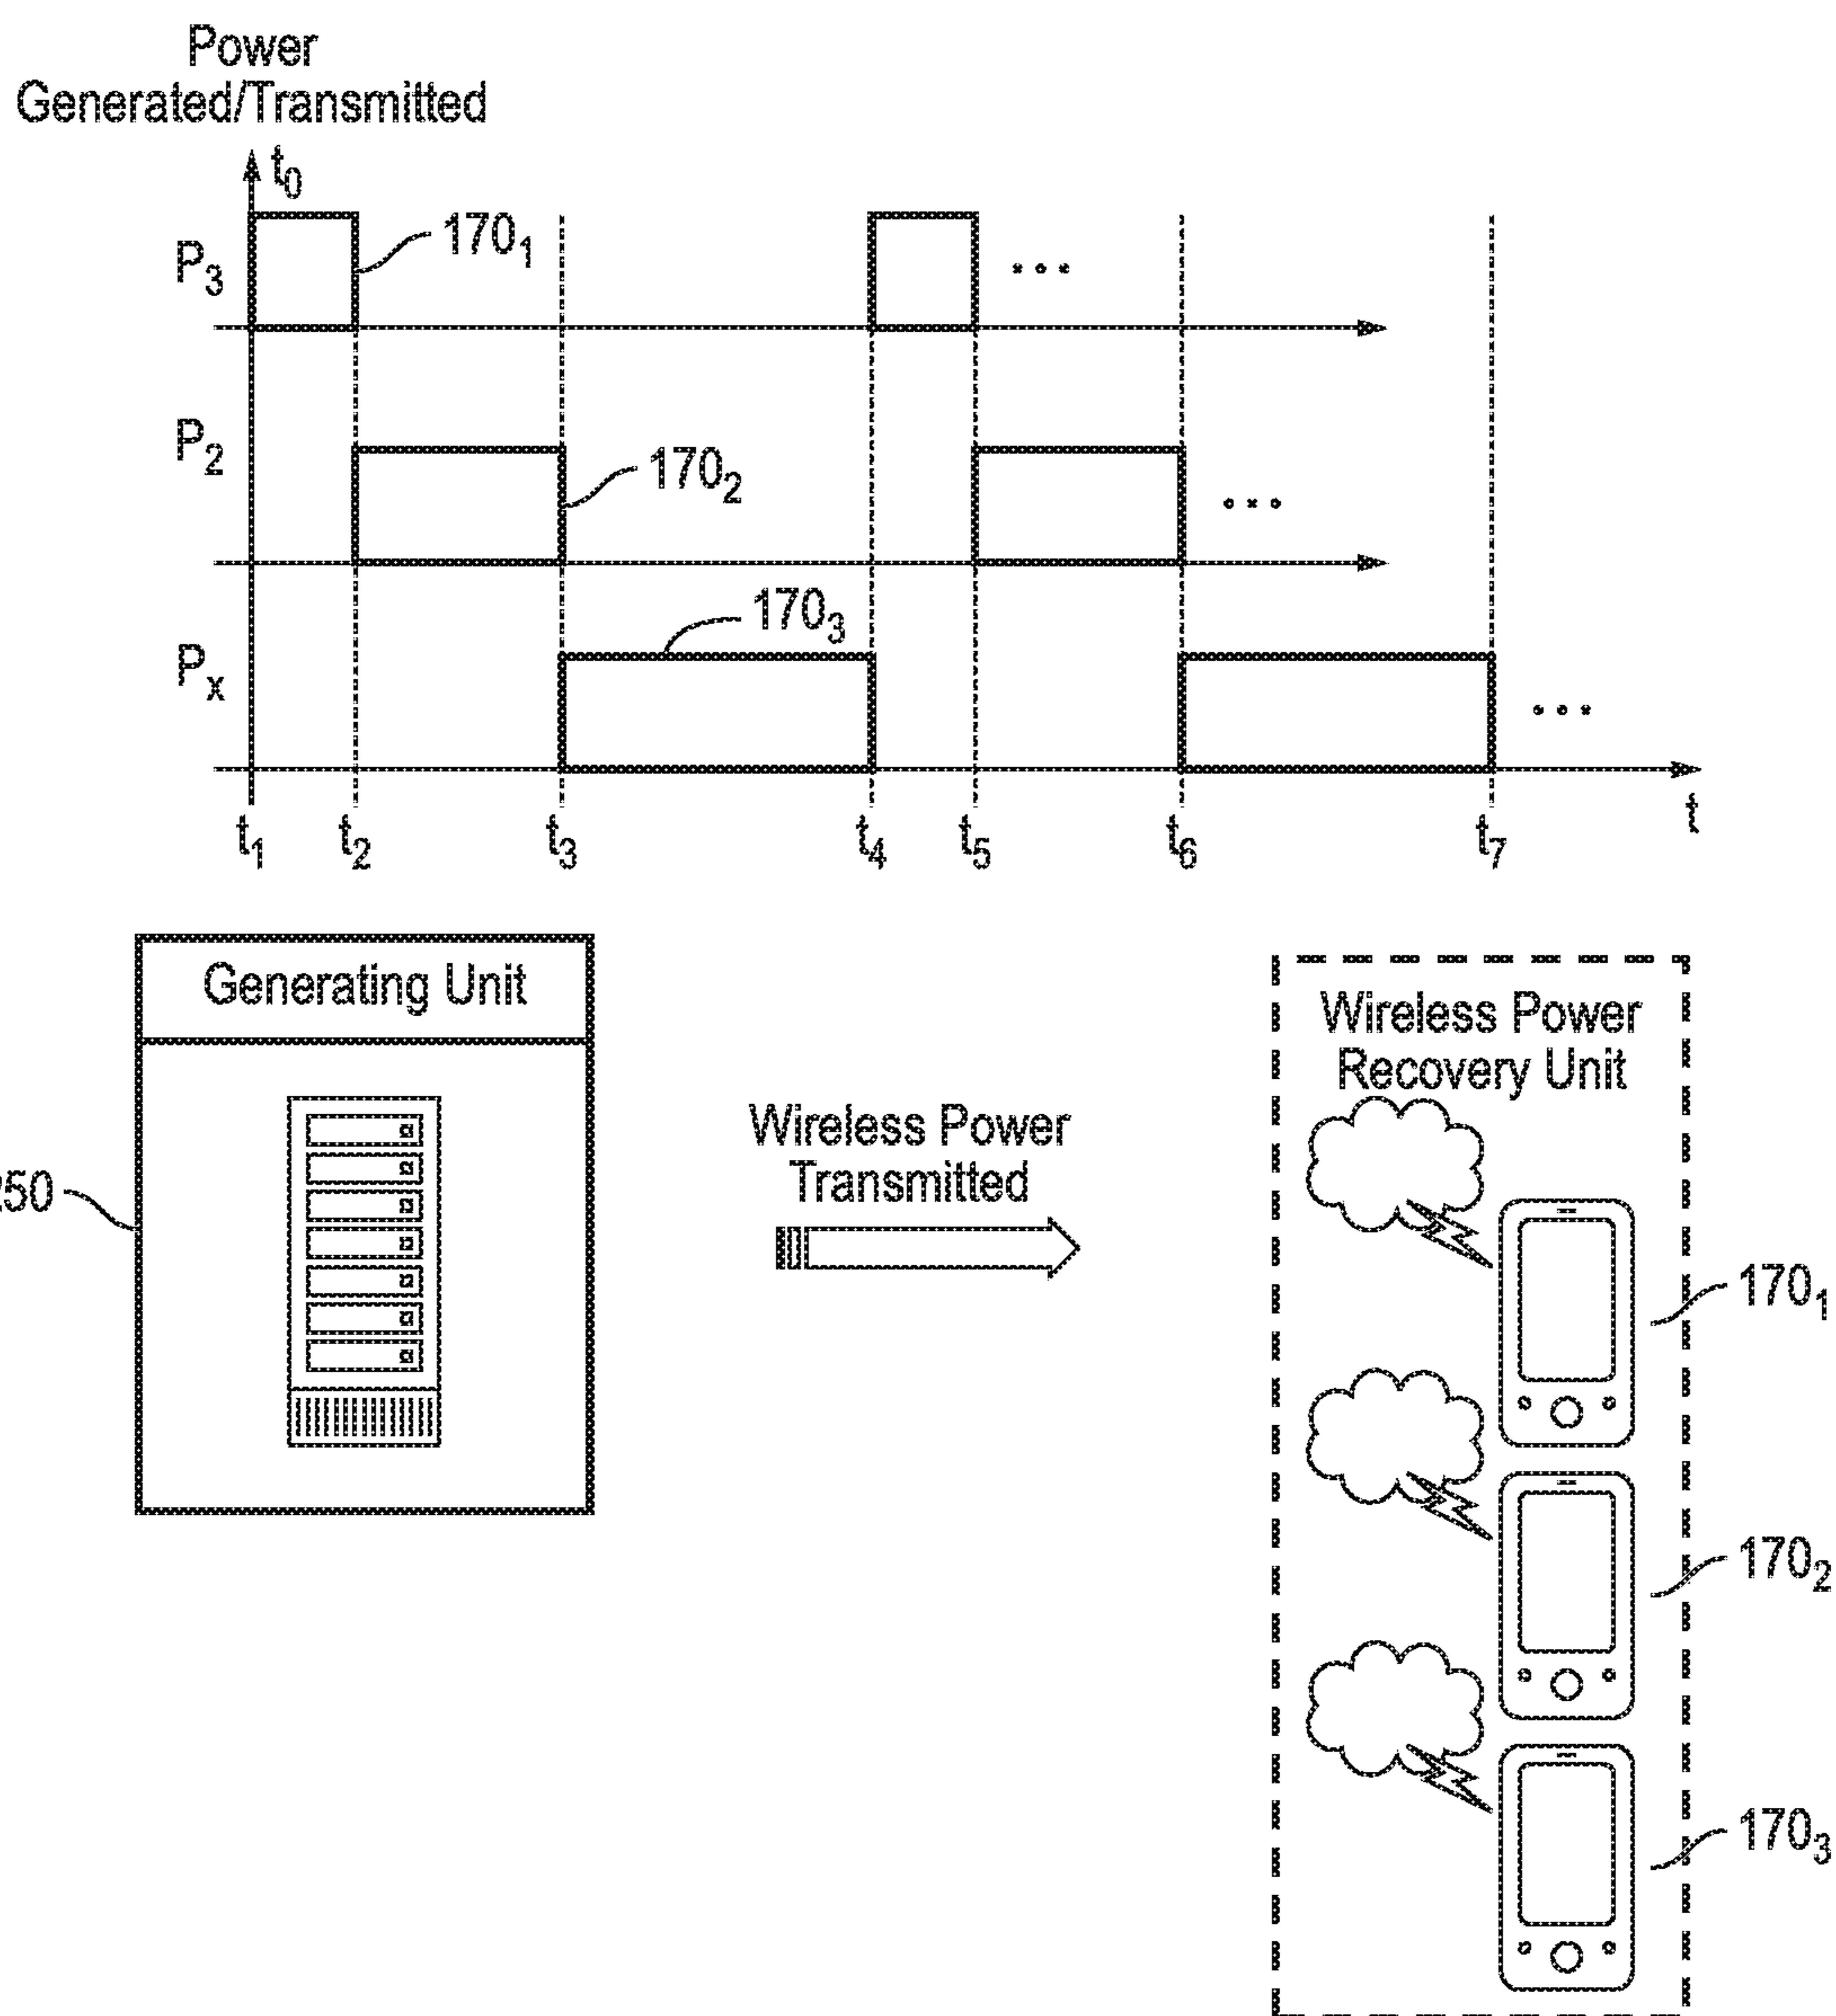 Power
Generated/Transmitted
t0
P3
1701
P2
1702
Px
1703
t1 t2 t3 t4 t5 t6 t7 t
Generating Unit
Wireless Power
Recovery Unit
Wireless Power
Transmitted
1701
1702
1703